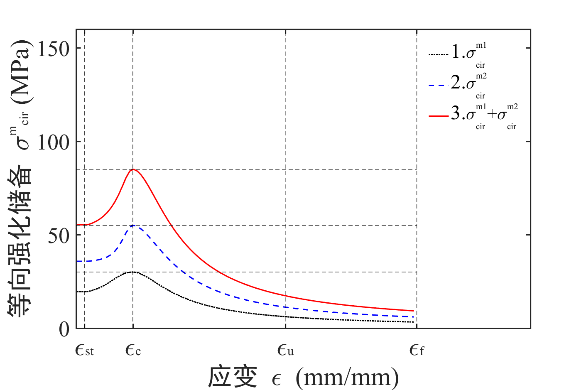 150
100
50
0
等向强化储备 σ^m_cir (MPa)
1.σ^m1_cir
2.σ^m2_cir
3.σ^m1_cir+σ^m2_cir
ϵst ϵc ϵu ϵf
应变 ϵ (mm/mm)